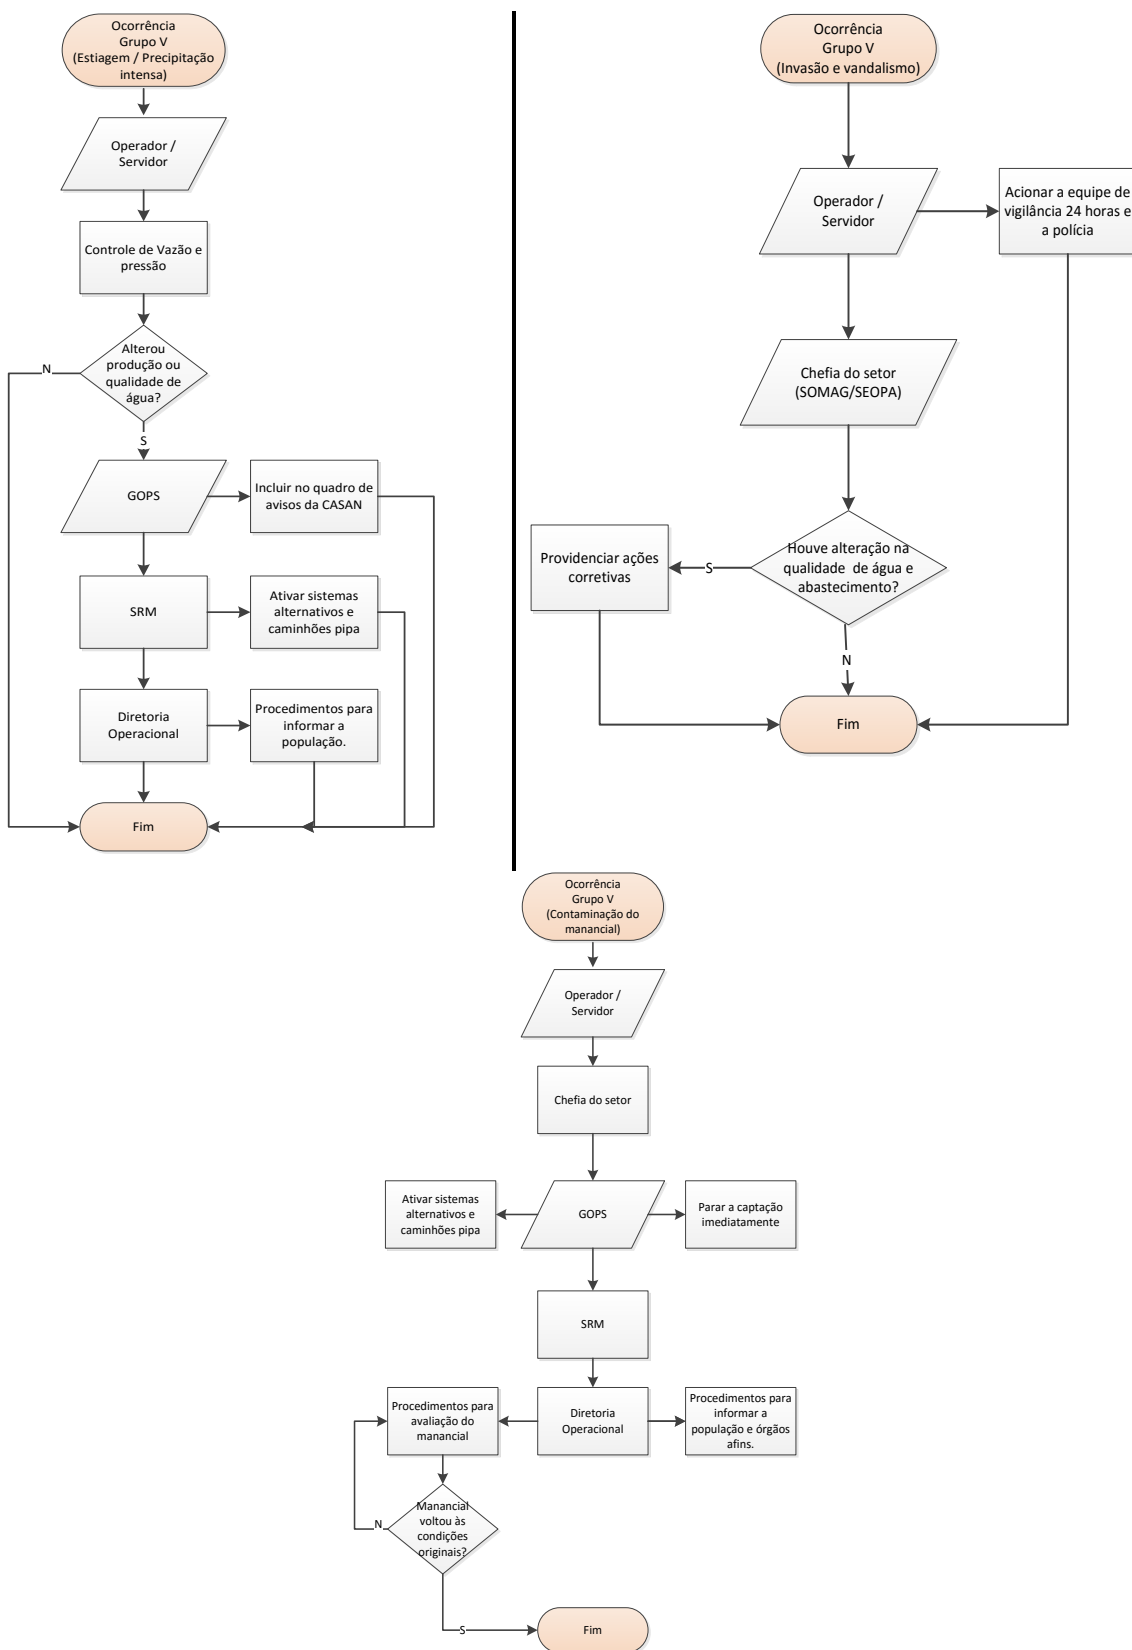 Ocorrência
Grupo V
(Estiagem / Precipitação
intensa)
Operador /
Servidor
Controle de Vazão e
pressão
Alterou
produção ou
qualidade de
água?
N
S
GOPS
Incluir no quadro de
avisos da CASAN
SRM
Ativar sistemas
alternativos e
caminhões pipa
Diretoria
Operacional
Procedimentos para
informar a
população.
Fim
Ocorrência
Grupo V
(Invasão e vandalismo)
Operador /
Servidor
Acionar a equipe de
vigilância 24 horas e
a polícia
Chefia do setor
(SOMAG/SEOPA)
Houve alteração na
qualidade de água e
abastecimento?
S
Providenciar ações
corretivas
N
Fim
Ocorrência
Grupo V
(Contaminação do
manancial)
Operador /
Servidor
Chefia do setor
Ativar sistemas
alternativos e
caminhões pipa
GOPS
Parar a captação
imediatamente
SRM
Procedimentos para
avaliação do
manancial
Diretoria
Operacional
Procedimentos para
informar a
população e órgãos
afins.
Manancial
voltou às
condições
originais?
N
S
Fim